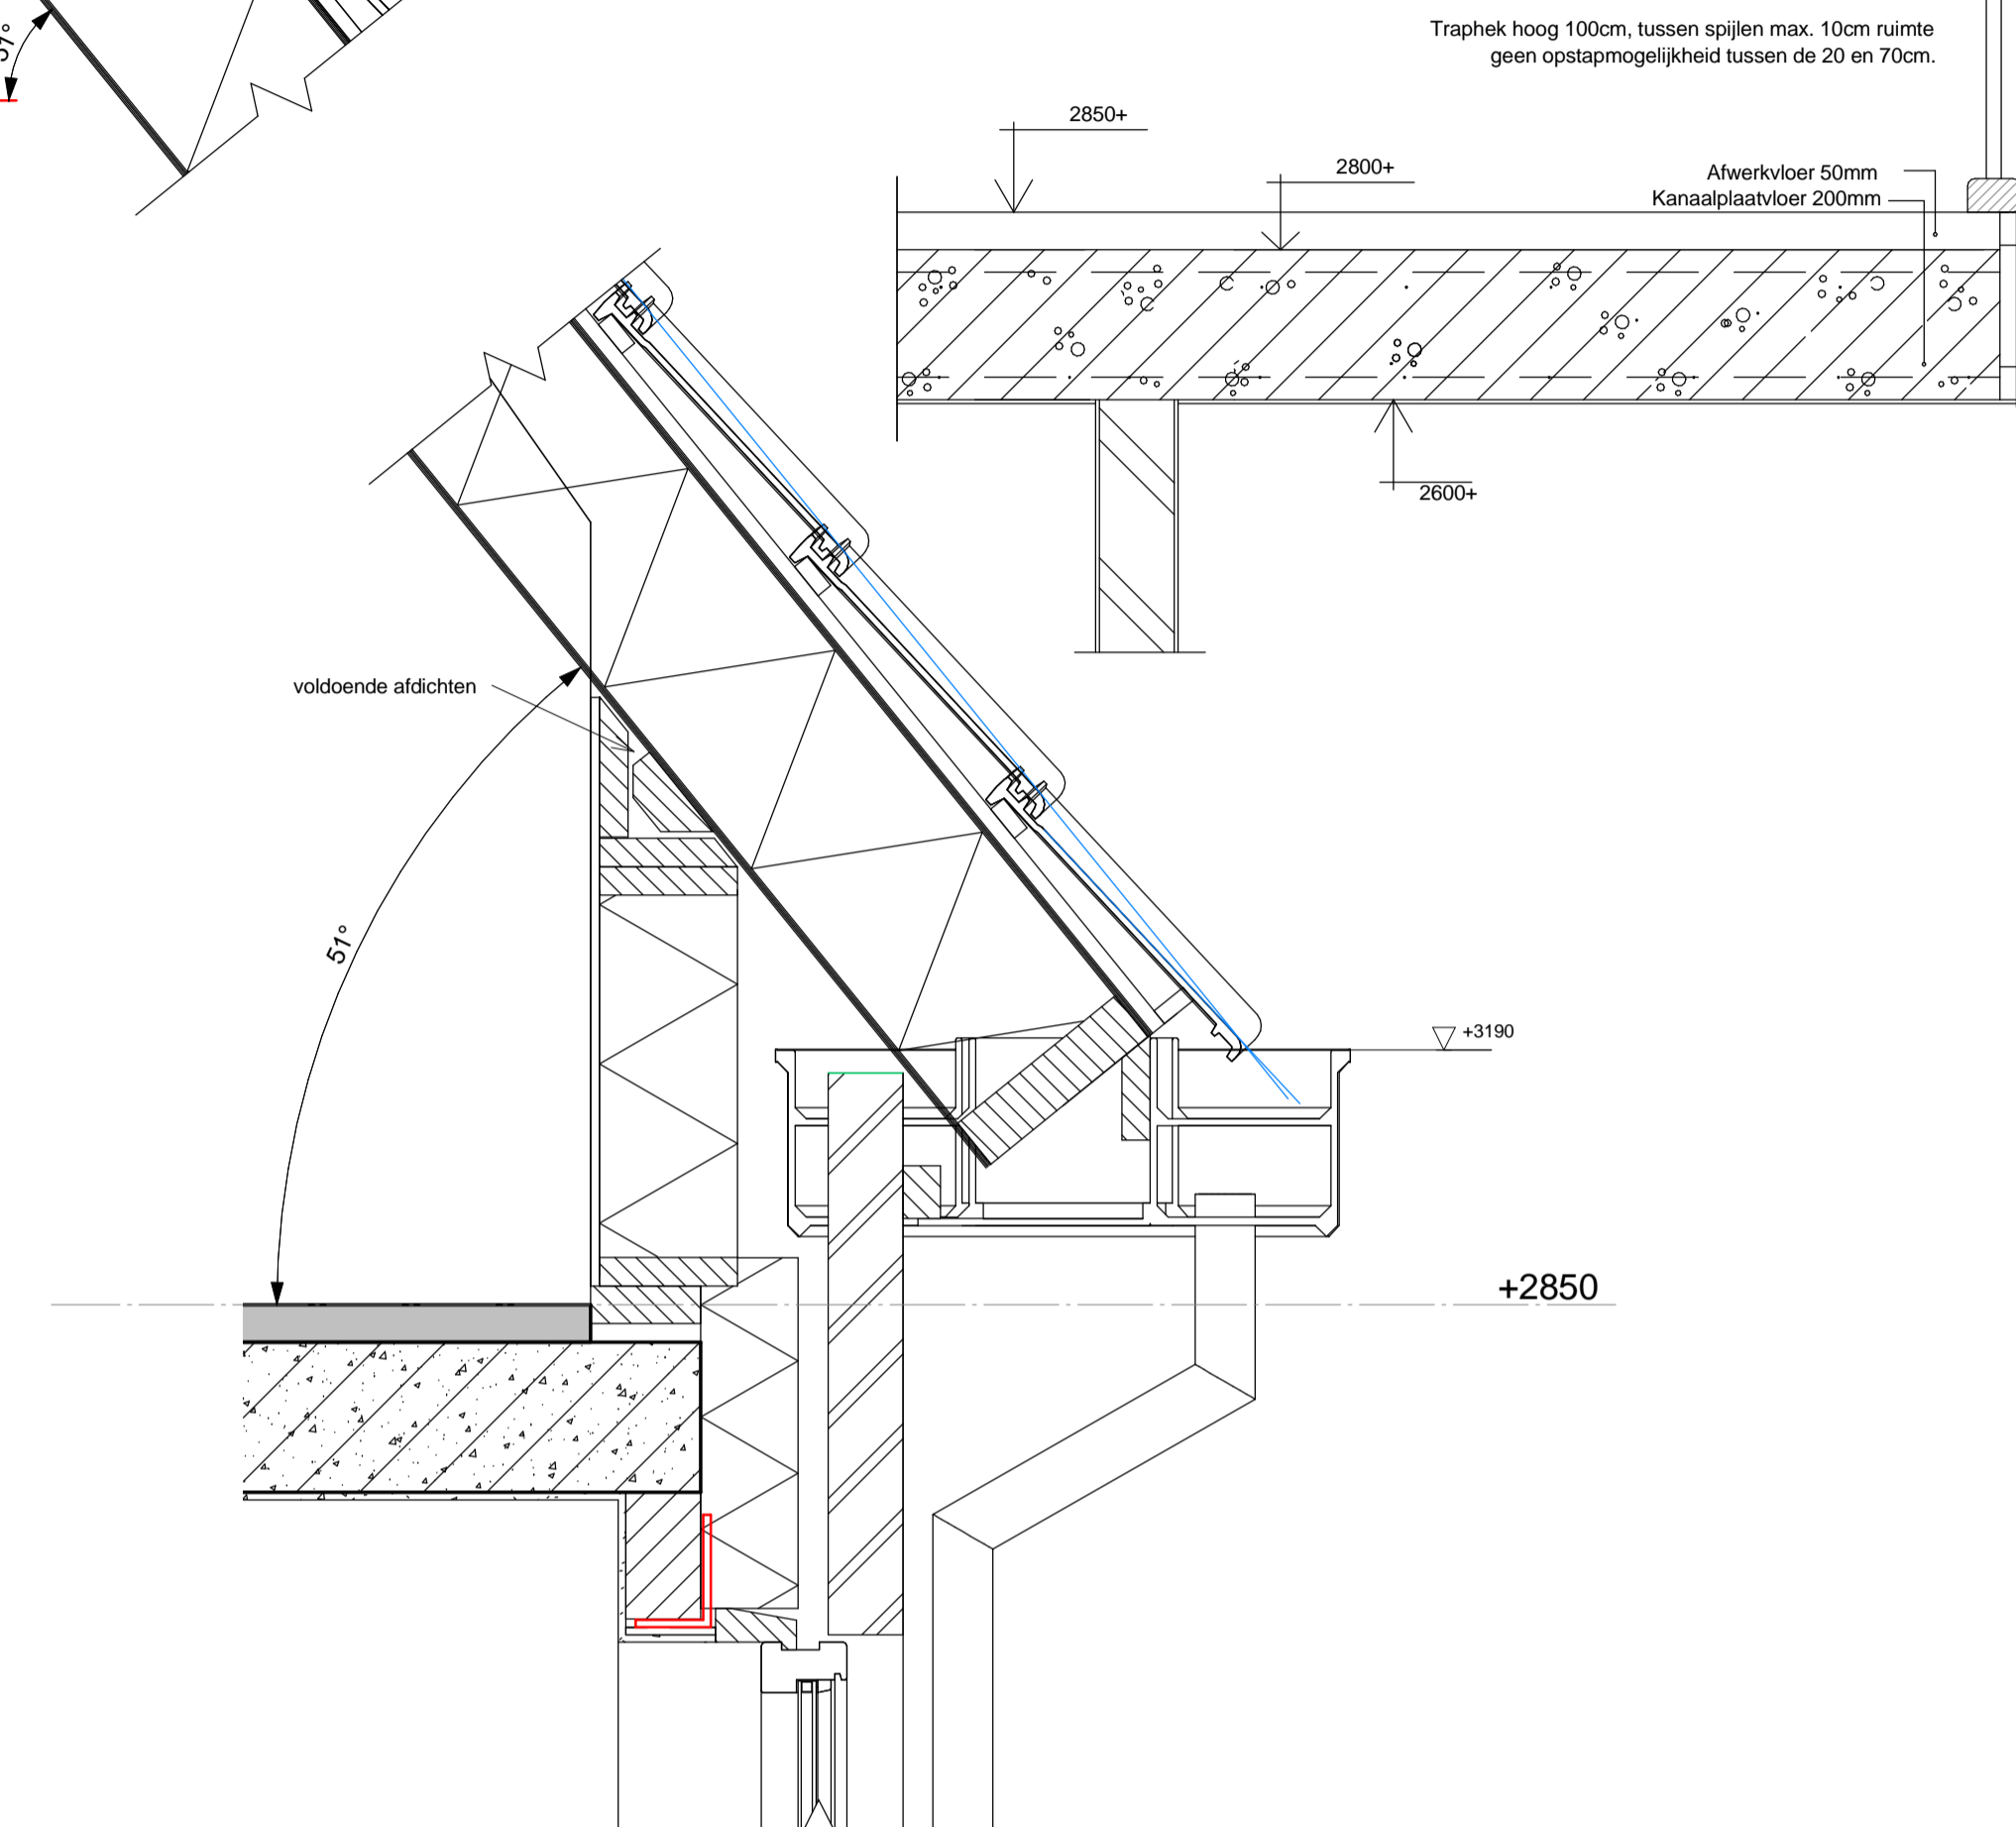 Traphek hoog 100cm, tussen spijlen max. 10cm ruimte
geen opstapmogelijkheid tussen de 20 en 70cm.
2850+
2800+
Afwerkvloer 50mm
Kanaalplaatvloer 200mm
2600+
voldoende afdichten
51°
+3190
+2850